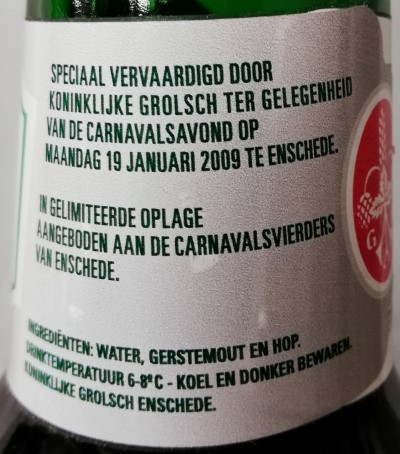 SPECIAAL VERVAARDIGD DOOR
KONINKLIJKE GROLSCH TER GELEGENHEID
VAN DE CARNAVALSAVOND OP
MAANDAG 19 JANUARI 2009 TE ENSCHEDE.
IN GELIMITEERDE OPLAGE
AANGEBODEN AAN DE CARNAVALSVIERDERS
VAN ENSCHEDE.
INGREDIËNTEN: WATER, GERSTEMOUT EN HOP.
DRINKTEMPERATUUR 6-8°C - KOEL EN DONKER BEWAREN.
KONINKLIJKE GROLSCH ENSCHEDE.
G